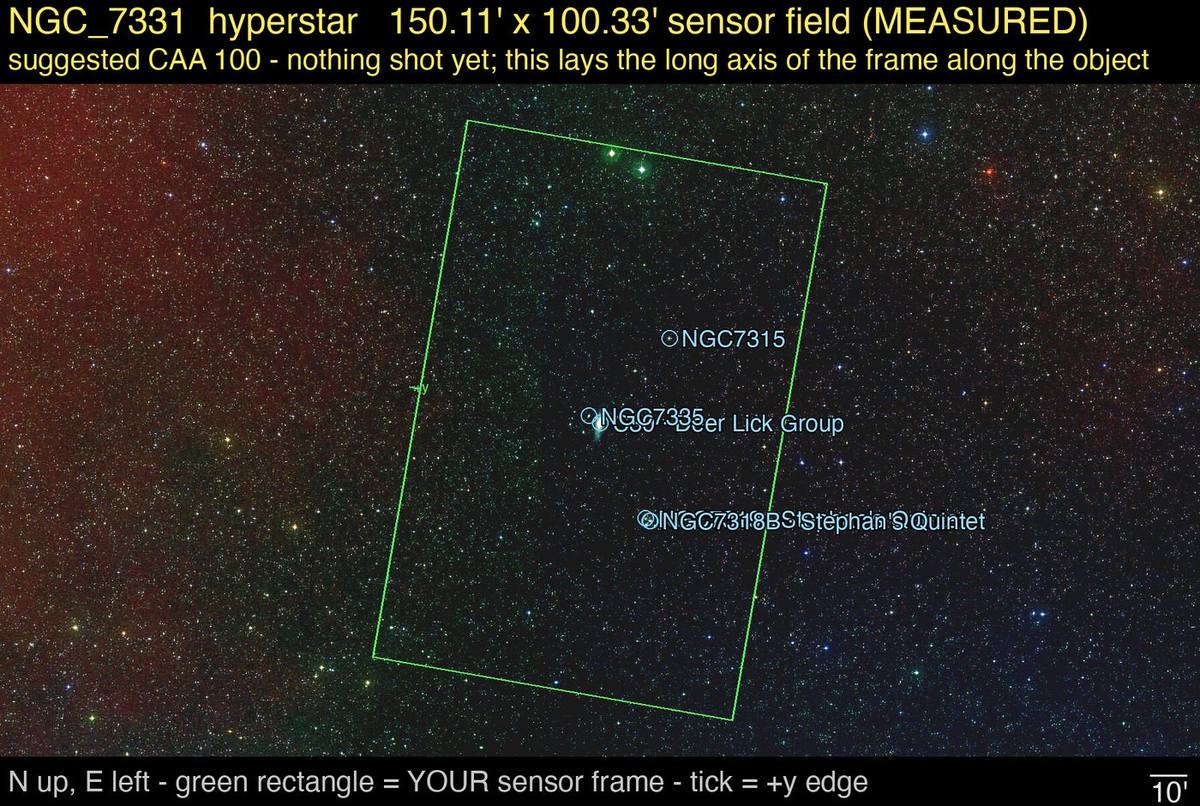 NGC_7331 hyperstar 150.11' x 100.33' sensor field (MEASURED)
suggested CAA 100 - nothing shot yet; this lays the long axis of the frame along the object
NGC7315
NGC7335
Deer Lick Group
+y
NGC7318B Stephan's Quintet
N up, E left - green rectangle = YOUR sensor frame - tick = +y edge
10'